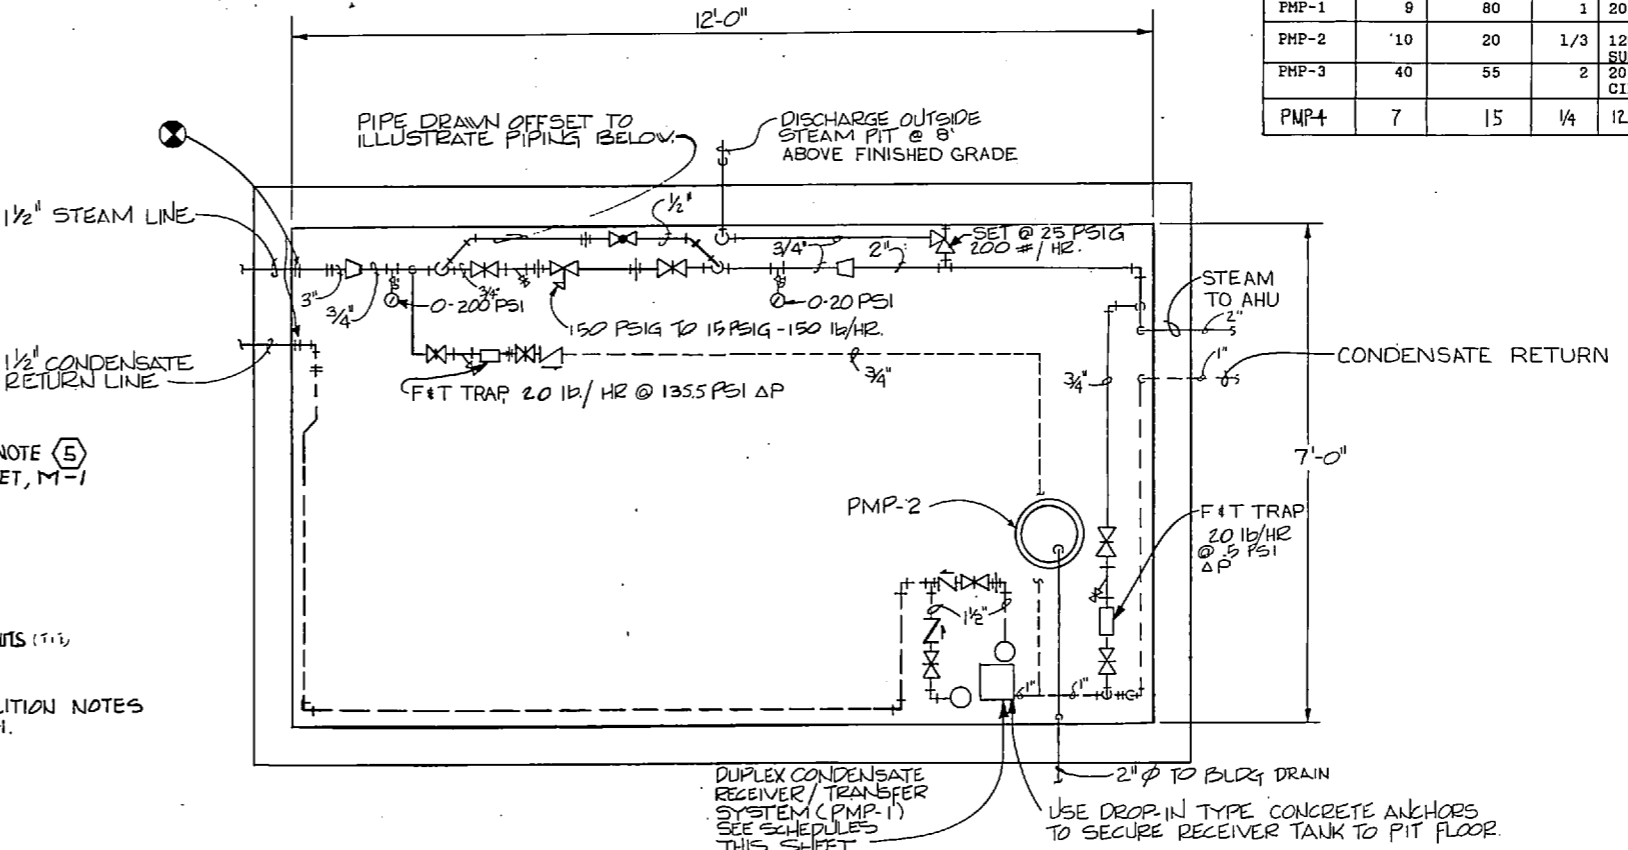 12'-0"
PMP-1 9 80 1 20
PMP-2 10 20 1/3 12
SU
PMP-3 40 55 2 20
CI
PMP-4 7 15 1/4 12
PIPE DRAWN OFFSET TO
ILLUSTRATE PIPING BELOW.
DISCHARGE OUTSIDE
STEAM PIT @ 8'
ABOVE FINISHED GRADE
1½" STEAM LINE
½"
SET @ 25 PSIG
200 #/HR.
3/4"
2"
3"
3/4"
3/4"
0-200 PSI
0-20 PSI
150 PSIG TO 15 PSIG - 150 lb/HR.
STEAM
TO AHU
2"
1½" CONDENSATE
RETURN LINE
F&T TRAP 20 lb./HR @ 135.5 PSI ΔP
3/4"
3/4"
1"
CONDENSATE RETURN
NOTE 5
ET, M-1
7'-0"
PMP-2
F&T TRAP
20 lb/HR
@ .5 PSI
ΔP
1½"
1"
1"
LITION NOTES
2" Ø TO BLDG DRAIN
DUPLEX CONDENSATE
RECEIVER/TRANSFER
SYSTEM (PMP-1)
SEE SCHEDULES
THIS SHEET
USE DROP-IN TYPE CONCRETE ANCHORS
TO SECURE RECEIVER TANK TO PIT FLOOR.